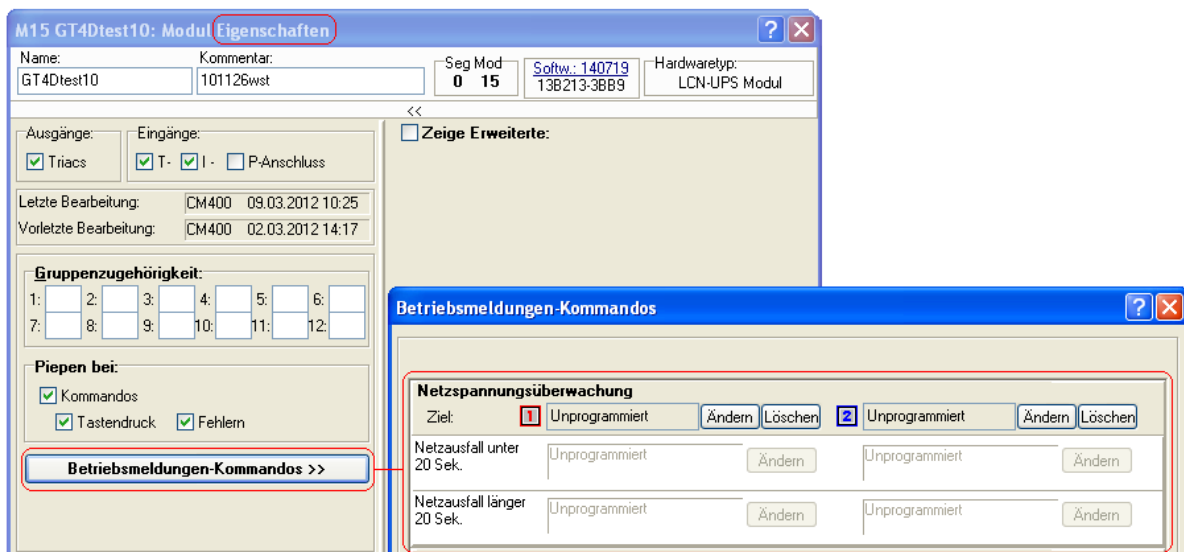 M15 GT4Dtest10: Modul Eigenschaften
Name: Kommentar: Seg Mod Softw.: 140719 Hardwaretyp:
GT4Dtest10 101126wst 0 15 13B213-3BB9 LCN-UPS Modul
<<
Ausgänge: Eingänge:
Triacs T- I - P-Anschluss
Zeige Erweiterte:
Letzte Bearbeitung: CM400 09.03.2012 10:25
Vorletzte Bearbeitung: CM400 02.03.2012 14:17
Gruppenzugehörigkeit:
1: 2: 3: 4: 5: 6:
7: 8: 9: 10: 11: 12:
Piepen bei:
Kommandos
Tastendruck Fehlern
Betriebsmeldungen-Kommandos >>
Betriebsmeldungen-Kommandos
Netzspannungsüberwachung
Ziel: 1 Unprogrammiert Ändern Löschen 2 Unprogrammiert Ändern Löschen
Netzausfall unter
20 Sek. Unprogrammiert Ändern Unprogrammiert Ändern
Netzausfall länger
20 Sek. Unprogrammiert Ändern Unprogrammiert Ändern